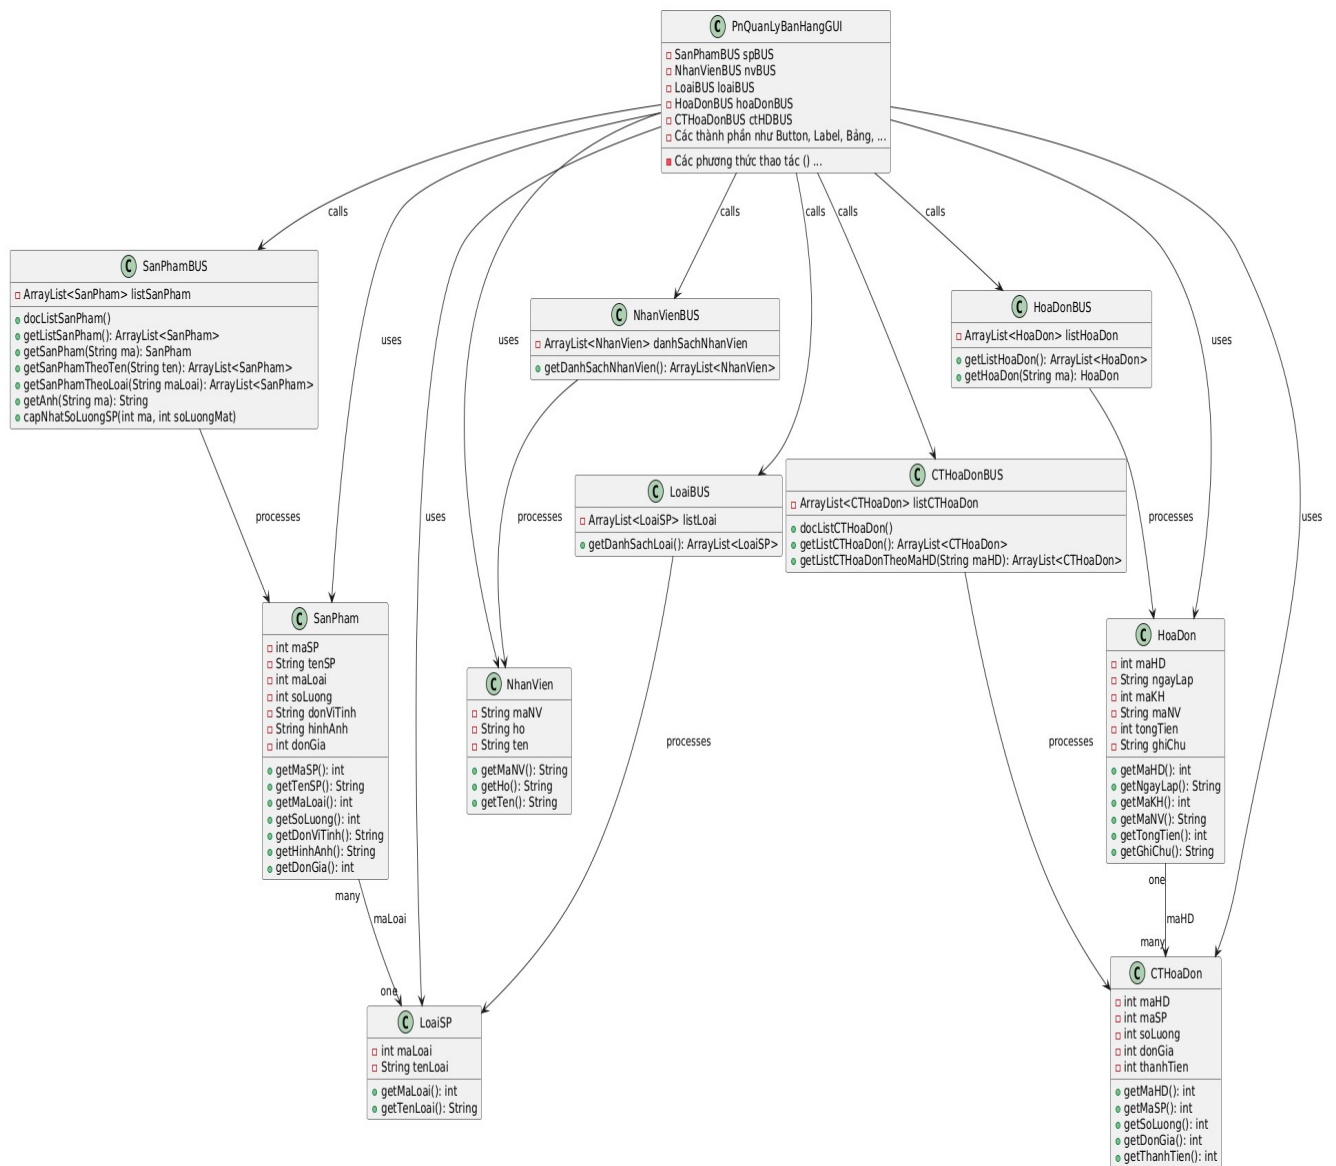 PnQuanLyBanHangGUI
SanPhamBUS spBUS
NhanVienBUS nvBUS
LoaiBUS loaiBUS
HoaDonBUS hoaDonBUS
CTHoaDonBUS ctHDBUS
Các thành phần như Button, Label, Bảng, ...
Các phương thức thao tác () ...
calls
calls
calls
calls
calls
SanPhamBUS
ArrayList<SanPham> listSanPham
docListSanPham()
getListSanPham(): ArrayList<SanPham>
getSanPham(String ma): SanPham
getSanPhamTheoTen(String ten): ArrayList<SanPham>
getSanPhamTheoLoai(String maLoai): ArrayList<SanPham>
getAnh(String ma): String
capNhatSoLuongSP(int ma, int soLuongMat)
uses
uses
NhanVienBUS
ArrayList<NhanVien> danhSachNhanVien
getDanhSachNhanVien(): ArrayList<NhanVien>
HoaDonBUS
ArrayList<HoaDon> listHoaDon
getListHoaDon(): ArrayList<HoaDon>
getHoaDon(String ma): HoaDon
uses
LoaiBUS
ArrayList<LoaiSP> listLoai
getDanhSachLoai(): ArrayList<LoaiSP>
CTHoaDonBUS
ArrayList<CTHoaDon> listCTHoaDon
docListCTHoaDon()
getListCTHoaDon(): ArrayList<CTHoaDon>
getListCTHoaDonTheoMaHD(String maHD): ArrayList<CTHoaDon>
processes
uses
processes
processes
uses
SanPham
int maSP
String tenSP
int maLoai
int soLuong
String donViTinh
String hinhAnh
int donGia
getMaSP(): int
getTenSP(): String
getMaLoai(): int
getSoLuong(): int
getDonViTinh(): String
getHinhAnh(): String
getDonGia(): int
NhanVien
String maNV
String ho
String ten
getMaNV(): String
getHo(): String
getTen(): String
processes
processes
HoaDon
int maHD
String ngayLap
int maKH
String maNV
int tongTien
String ghiChu
getMaHD(): int
getNgayLap(): String
getMaKH(): int
getMaNV(): String
getTongTien(): int
getGhiChu(): String
many
maLoai
one
one
maHD
many
LoaiSP
int maLoai
String tenLoai
getMaLoai(): int
getTenLoai(): String
CTHoaDon
int maHD
int maSP
int soLuong
int donGia
int thanhTien
getMaHD(): int
getMaSP(): int
getSoLuong(): int
getDonGia(): int
getThanhTien(): int